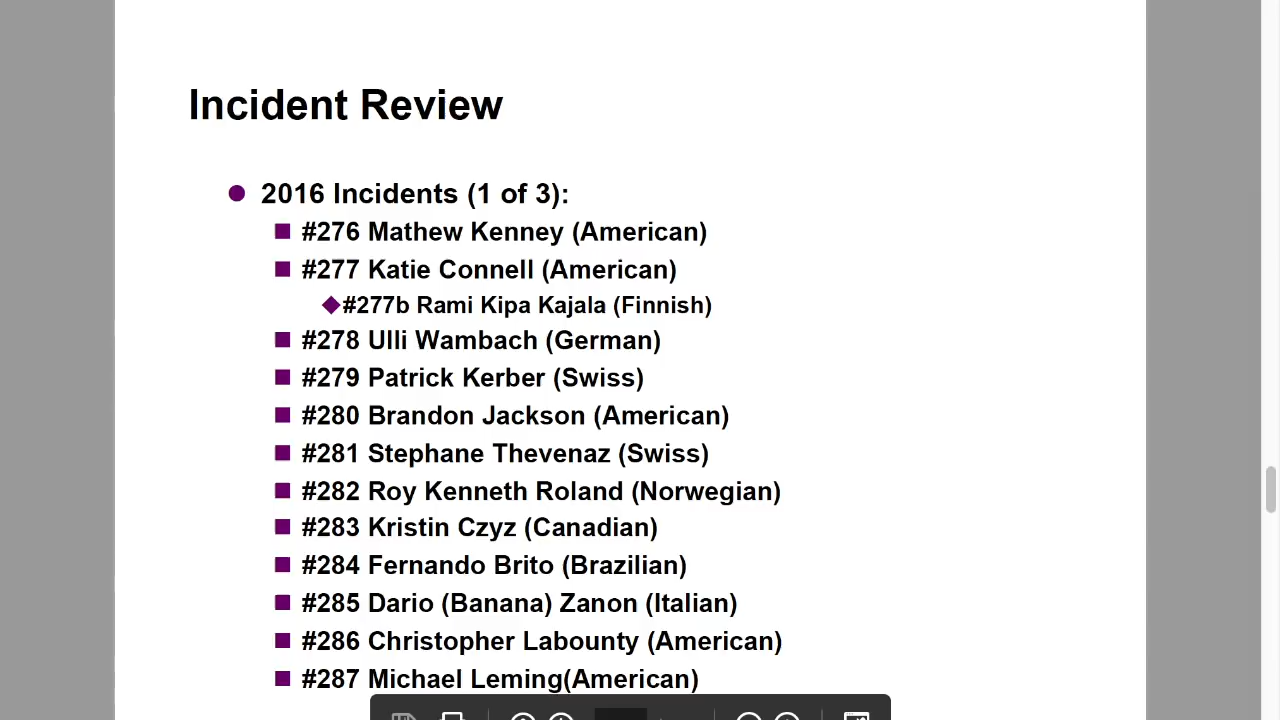 Incident Review
2016 Incidents (1 of 3):
#276 Mathew Kenney (American)
#277 Katie Connell (American)
#277b Rami Kipa Kajala (Finnish)
#278 Ulli Wambach (German)
#279 Patrick Kerber (Swiss)
#280 Brandon Jackson (American)
#281 Stephane Thevenaz (Swiss)
#282 Roy Kenneth Roland (Norwegian)
#283 Kristin Czyz (Canadian)
#284 Fernando Brito (Brazilian)
#285 Dario (Banana) Zanon (Italian)
#286 Christopher Labounty (American)
#287 Michael Leming(American)